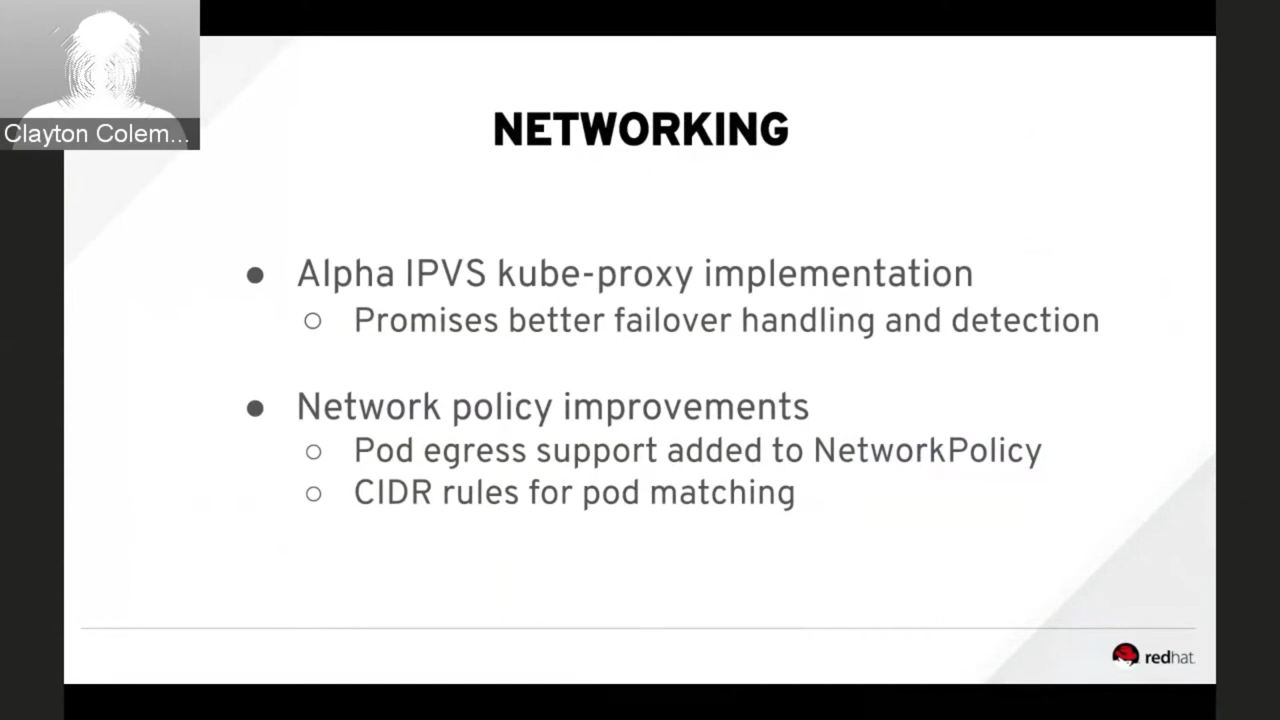 Clayton Colem...
NETWORKING
● Alpha IPVS kube-proxy implementation
○ Promises better failover handling and detection
● Network policy improvements
○ Pod egress support added to NetworkPolicy
○ CIDR rules for pod matching
redhat